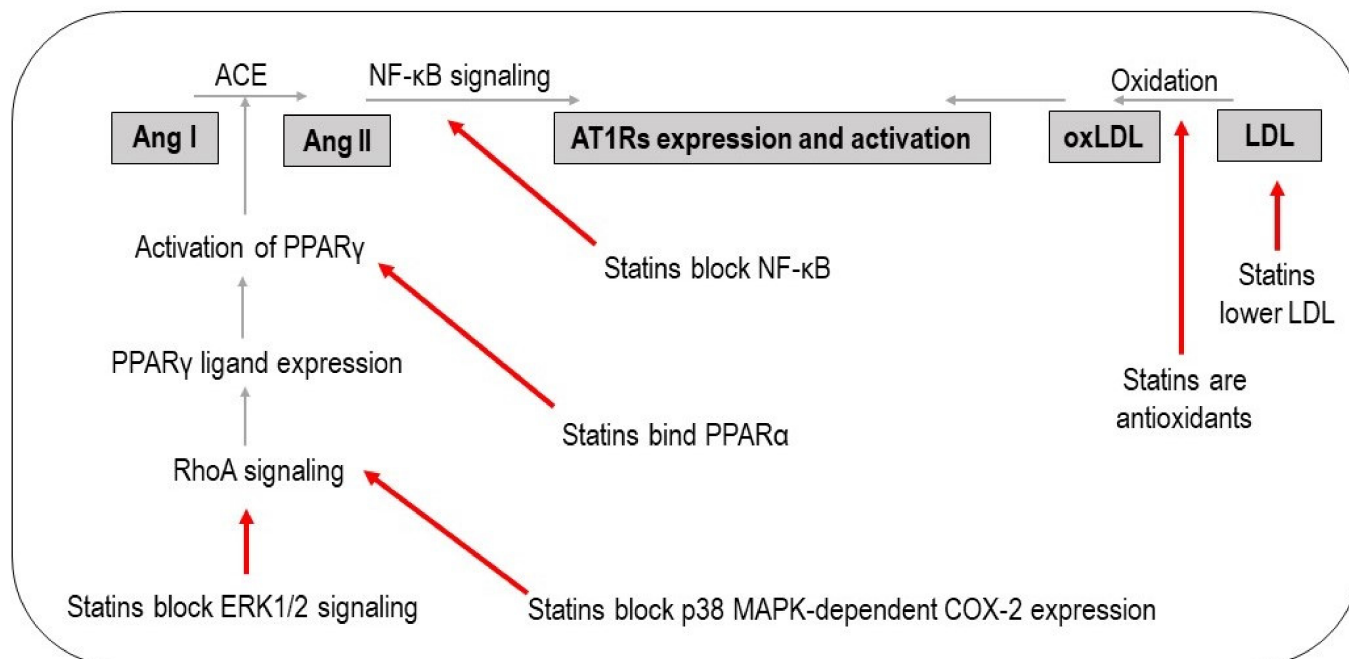 ACE
NF-κB signaling
Oxidation
Ang I
Ang II
AT1Rs expression and activation
oxLDL
LDL
Activation of PPARγ
Statins block NF-κB
Statins
lower LDL
PPARγ ligand expression
Statins are
antioxidants
Statins bind PPARα
RhoA signaling
Statins block ERK1/2 signaling
Statins block p38 MAPK-dependent COX-2 expression